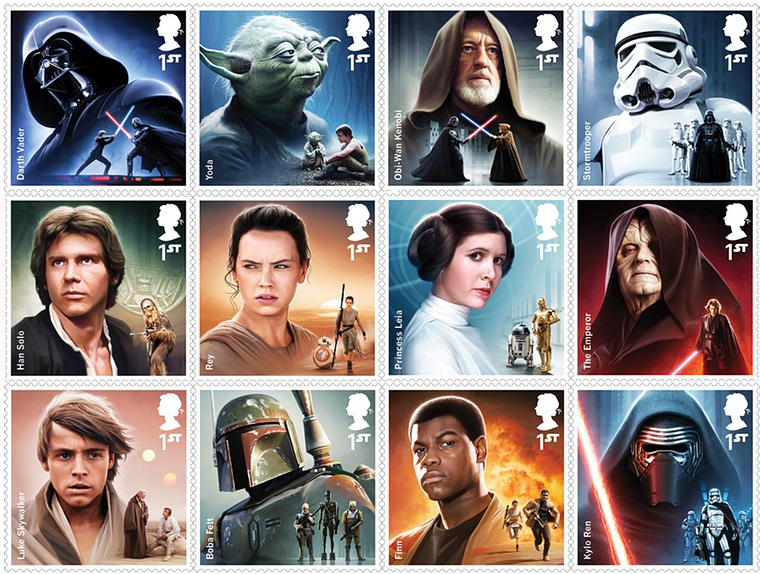 1ST
Darth Vader
1ST
Yoda
1ST
Obi-Wan Kenobi
1ST
Stormtrooper
1ST
Han Solo
1ST
Rey
1ST
Princess Leia
1ST
The Emperor
1ST
Luke Skywalker
1ST
Boba Fett
1ST
Finn
1ST
Kylo Ren